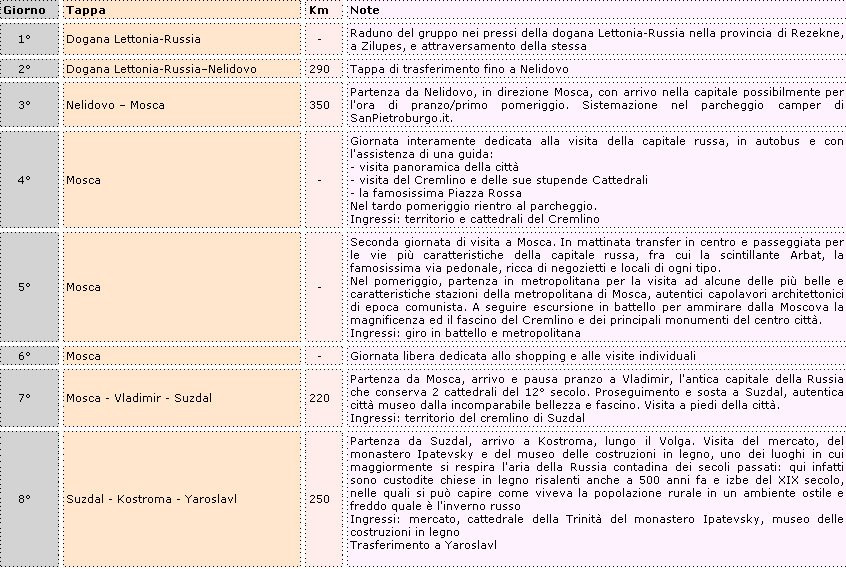 Giorno Tappa Km Note
1° Dogana Lettonia-Russia - Raduno del gruppo nei pressi della dogana Lettonia-Russia nella provincia di Rezekne,
a Zilupes, e attraversamento della stessa
2° Dogana Lettonia-Russia–Nelidovo 290 Tappa di trasferimento fino a Nelidovo
3° Nelidovo – Mosca 350 Partenza da Nelidovo, in direzione Mosca, con arrivo nella capitale possibilmente per
l'ora di pranzo/primo pomeriggio. Sistemazione nel parcheggio camper di
SanPietroburgo.it.
4° Mosca - Giornata interamente dedicata alla visita della capitale russa, in autobus e con
l'assistenza di una guida:
- visita panoramica della città
- visita del Cremlino e delle sue stupende Cattedrali
- la famosissima Piazza Rossa
Nel tardo pomeriggio rientro al parcheggio.
Ingressi: territorio e cattedrali del Cremlino
5° Mosca - Seconda giornata di visita a Mosca. In mattinata transfer in centro e passeggiata per
le vie più caratteristiche della capitale russa, fra cui la scintillante Arbat, la
famosissima via pedonale, ricca di negozietti e locali di ogni tipo.
Nel pomeriggio, partenza in metropolitana per la visita ad alcune delle più belle e
caratteristiche stazioni della metropolitana di Mosca, autentici capolavori architettonici
di epoca comunista. A seguire escursione in battello per ammirare dalla Moscova la
magnificenza ed il fascino del Cremlino e dei principali monumenti del centro città.
Ingressi: giro in battello e metropolitana
6° Mosca - Giornata libera dedicata allo shopping e alle visite individuali
7° Mosca - Vladimir - Suzdal 220 Partenza da Mosca, arrivo e pausa pranzo a Vladimir, l'antica capitale della Russia
che conserva 2 cattedrali del 12° secolo. Proseguimento e sosta a Suzdal, autentica
città museo dalla incomparabile bellezza e fascino. Visita a piedi della città.
Ingressi: territorio del cremlino di Suzdal
8° Suzdal - Kostroma - Yaroslavl 250 Partenza da Suzdal, arrivo a Kostroma, lungo il Volga. Visita del mercato, del
monastero Ipatevsky e del museo delle costruzioni in legno, uno dei luoghi in cui
maggiormente si respira l'aria della Russia contadina dei secoli passati: qui infatti
sono custodite chiese in legno risalenti anche a 500 anni fa e izbe del XIX secolo,
nelle quali si può capire come viveva la popolazione rurale in un ambiente ostile e
freddo quale è l'inverno russo
Ingressi: mercato, cattedrale della Trinità del monastero Ipatevsky, museo delle
costruzioni in legno
Trasferimento a Yaroslavl